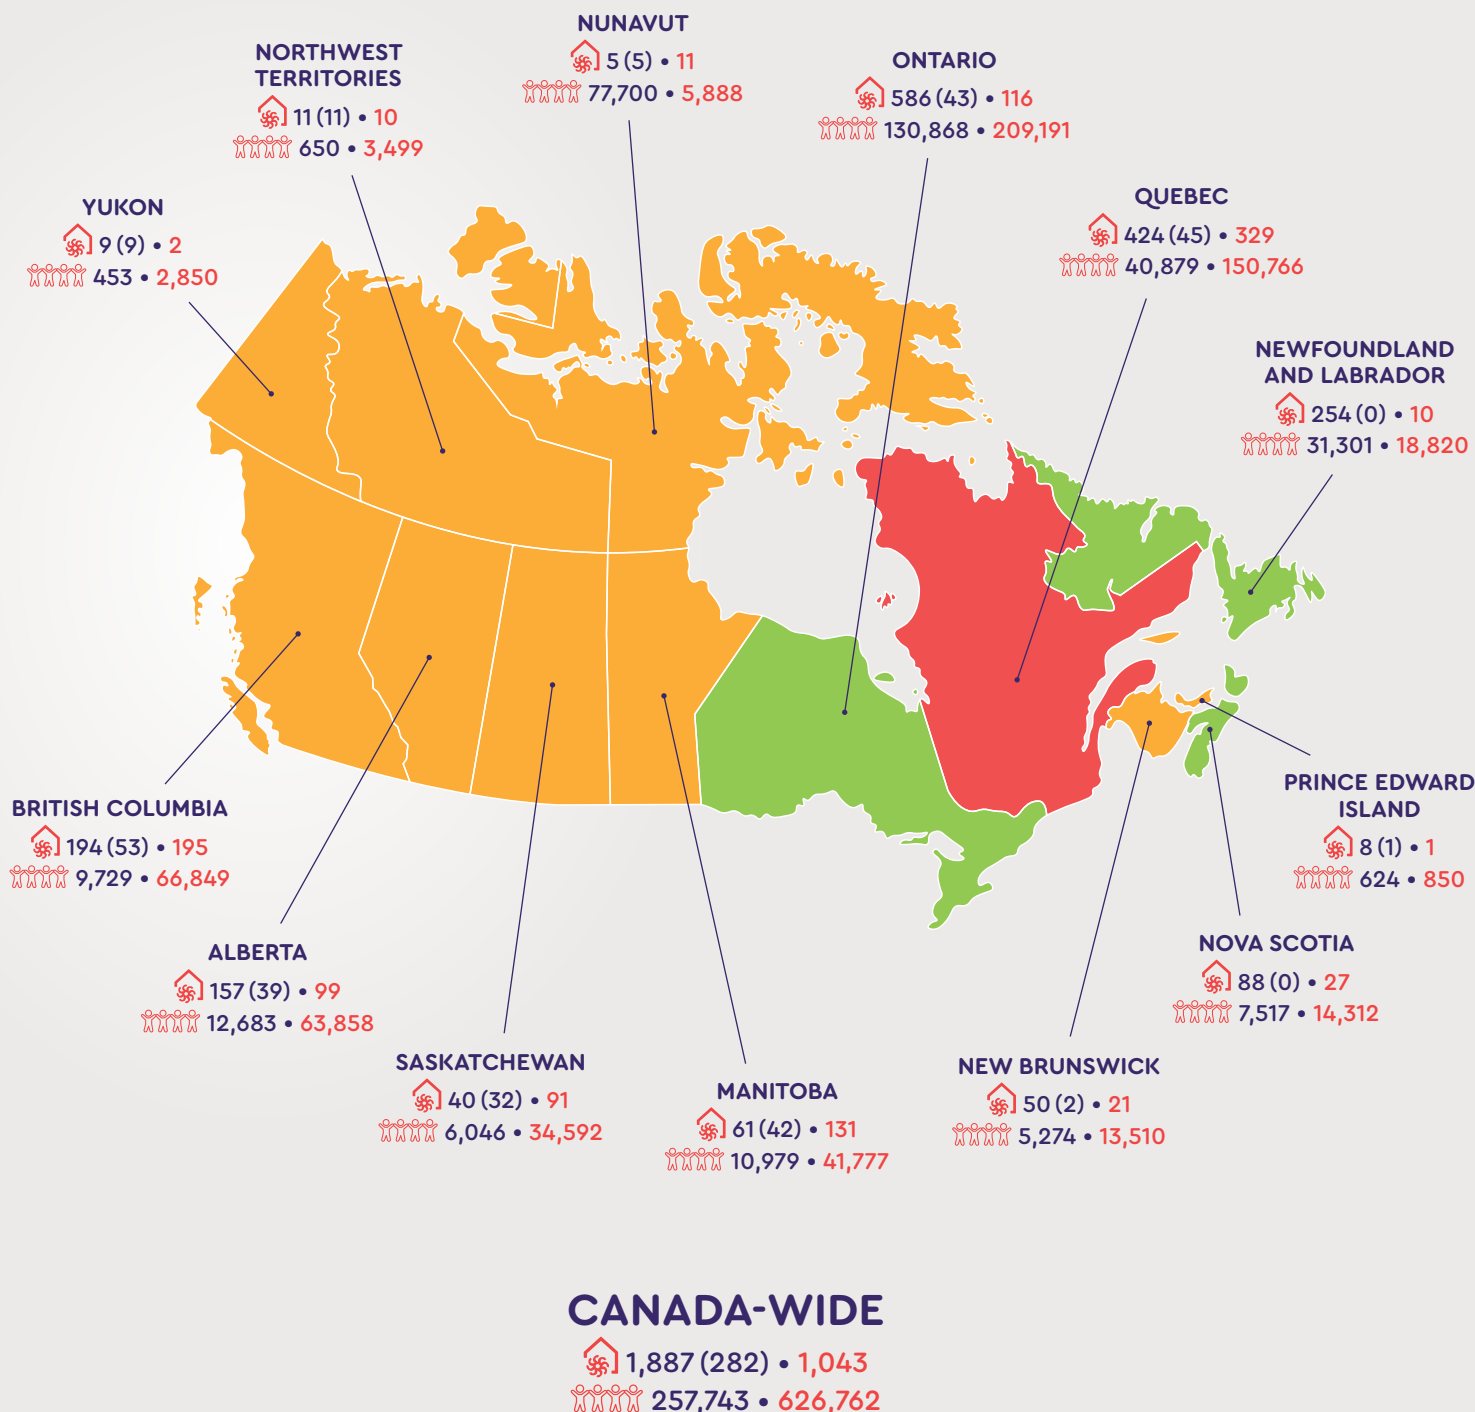 NUNAVUT
5 (5) • 11
77,700 • 5,888
NORTHWEST
TERRITORIES
11 (11) • 10
650 • 3,499
ONTARIO
586 (43) • 116
130,868 • 209,191
YUKON
9 (9) • 2
453 • 2,850
QUEBEC
424 (45) • 329
40,879 • 150,766
NEWFOUNDLAND
AND LABRADOR
254 (0) • 10
31,301 • 18,820
BRITISH COLUMBIA
194 (53) • 195
9,729 • 66,849
PRINCE EDWARD
ISLAND
8 (1) • 1
624 • 850
ALBERTA
157 (39) • 99
12,683 • 63,858
NOVA SCOTIA
88 (0) • 27
7,517 • 14,312
SASKATCHEWAN
40 (32) • 91
6,046 • 34,592
MANITOBA
61 (42) • 131
10,979 • 41,777
NEW BRUNSWICK
50 (2) • 21
5,274 • 13,510
CANADA-WIDE
1,887 (282) • 1,043
257,743 • 626,762